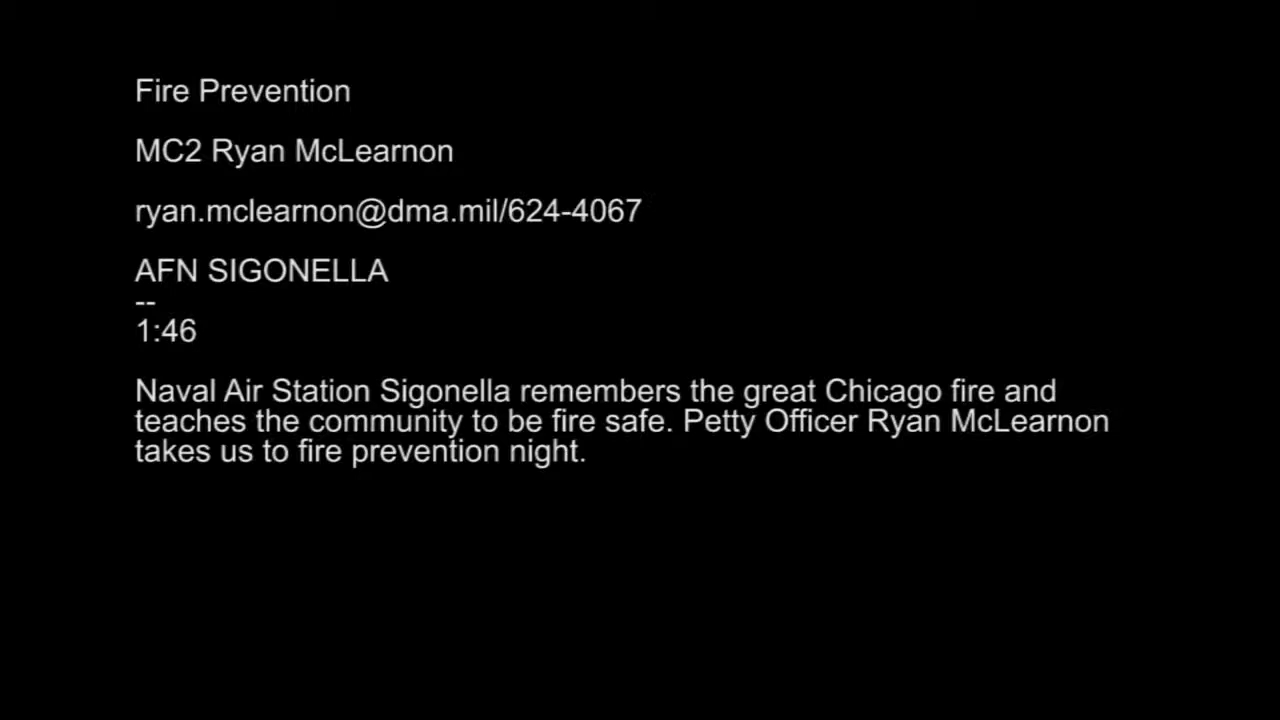 Fire Prevention
MC2 Ryan McLearnon
ryan.mclearnon@dma.mil/624-4067
AFN SIGONELLA
--
1:46
Naval Air Station Sigonella remembers the great Chicago fire and
teaches the community to be fire safe. Petty Officer Ryan McLearnon
takes us to fire prevention night.